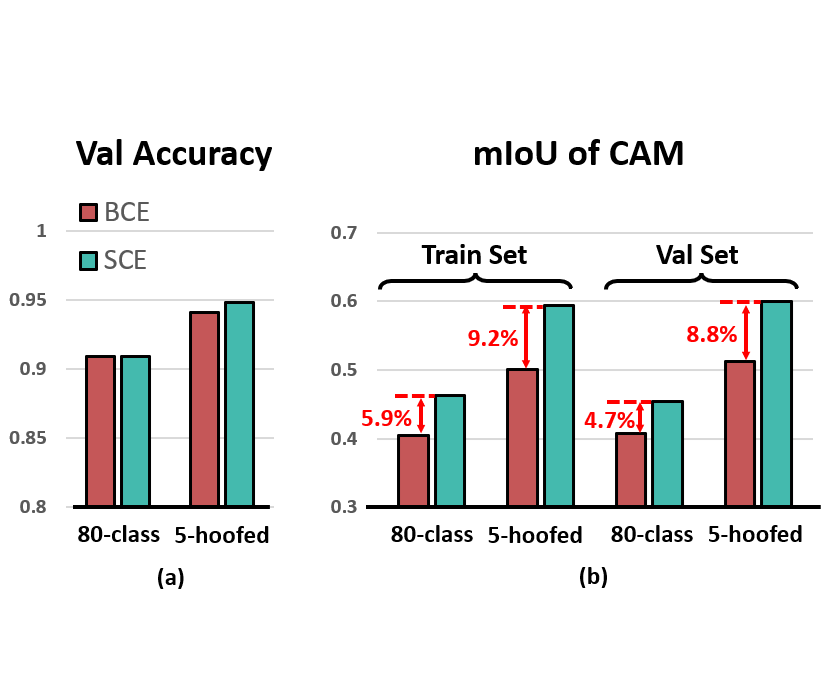 Val Accuracy
BCE
SCE
1
0.95
0.9
0.85
0.8
80-class 5-hoofed
(a)
mIoU of CAM
0.7
0.6
0.5
0.4
0.3
Train Set
Val Set
5.9%
9.2%
4.7%
8.8%
80-class 5-hoofed 80-class 5-hoofed
(b)